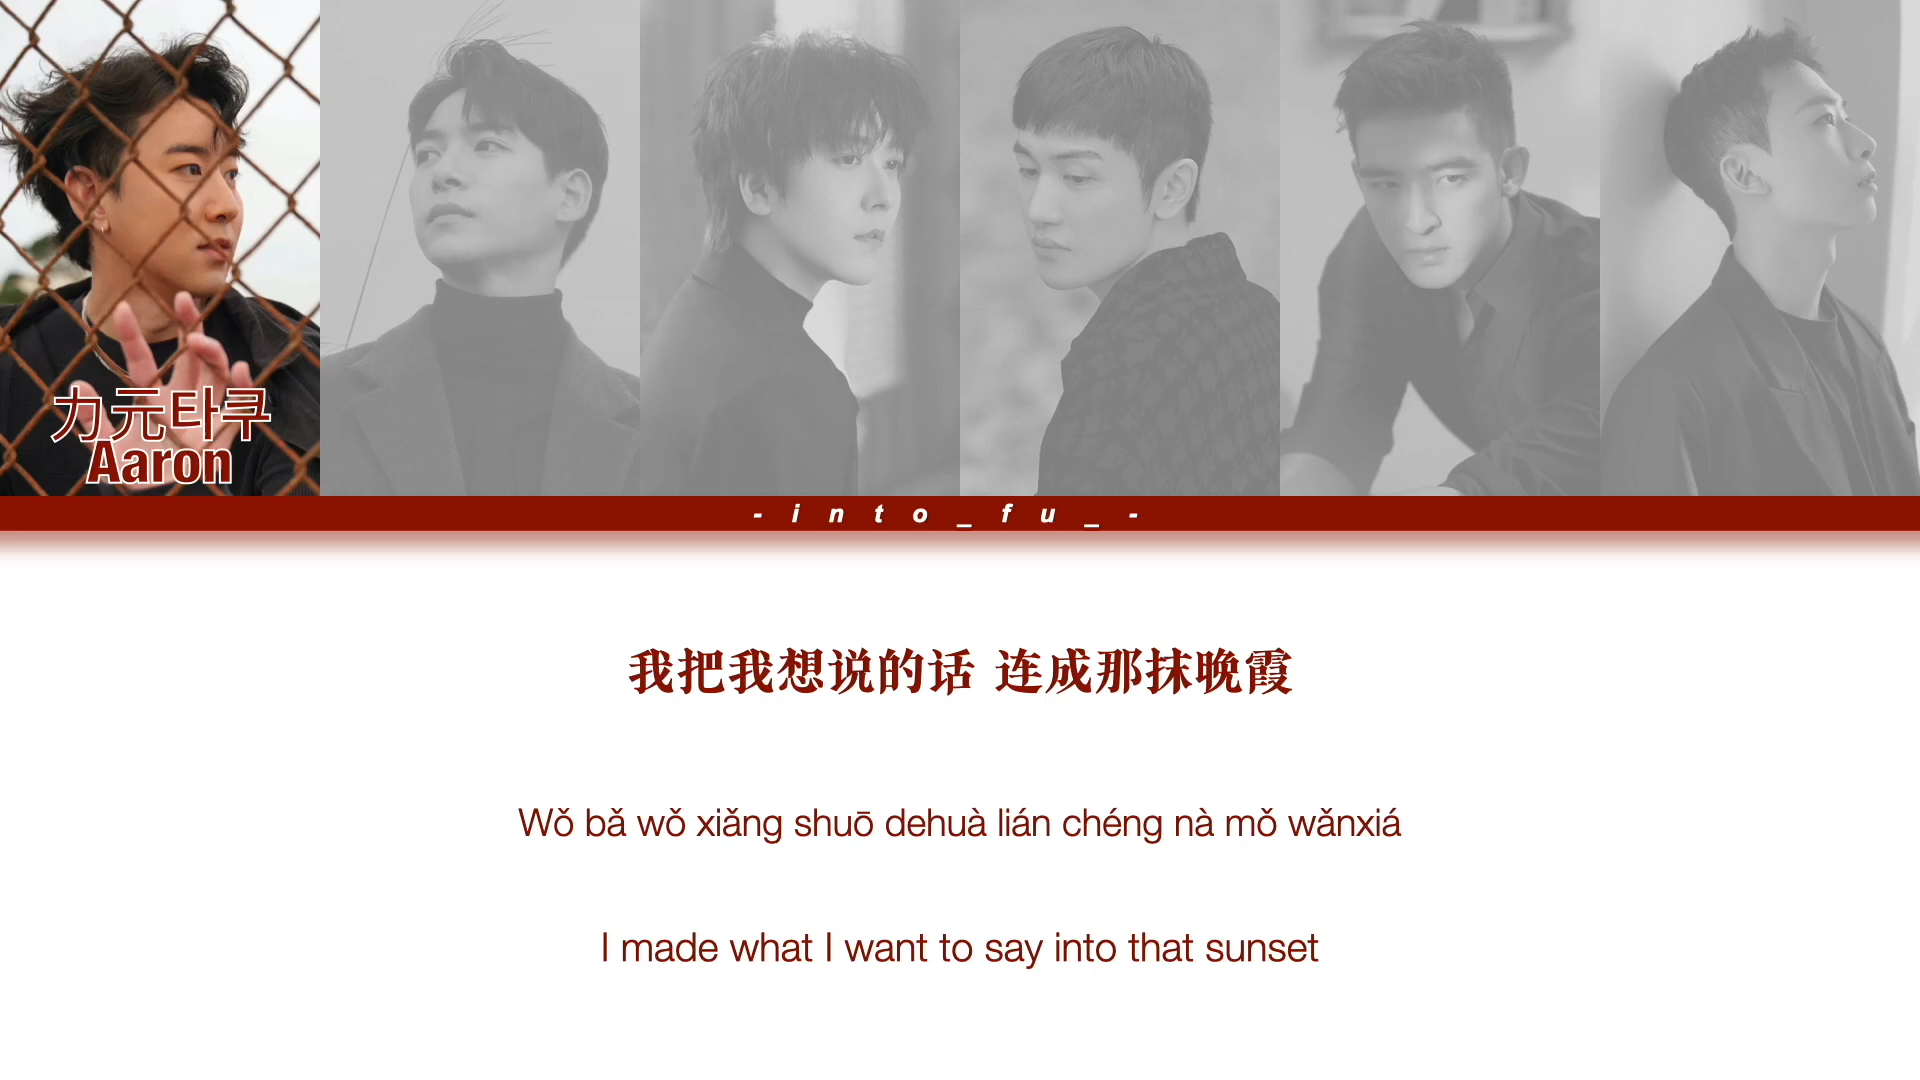 力元타쿠
Aaron
- i n t o _ f u _ -
我把我想说的话 连成那抹晚霞
Wǒ bǎ wǒ xiǎng shuō dehuà lián chéng nà mǒ wǎnxiá
I made what I want to say into that sunset